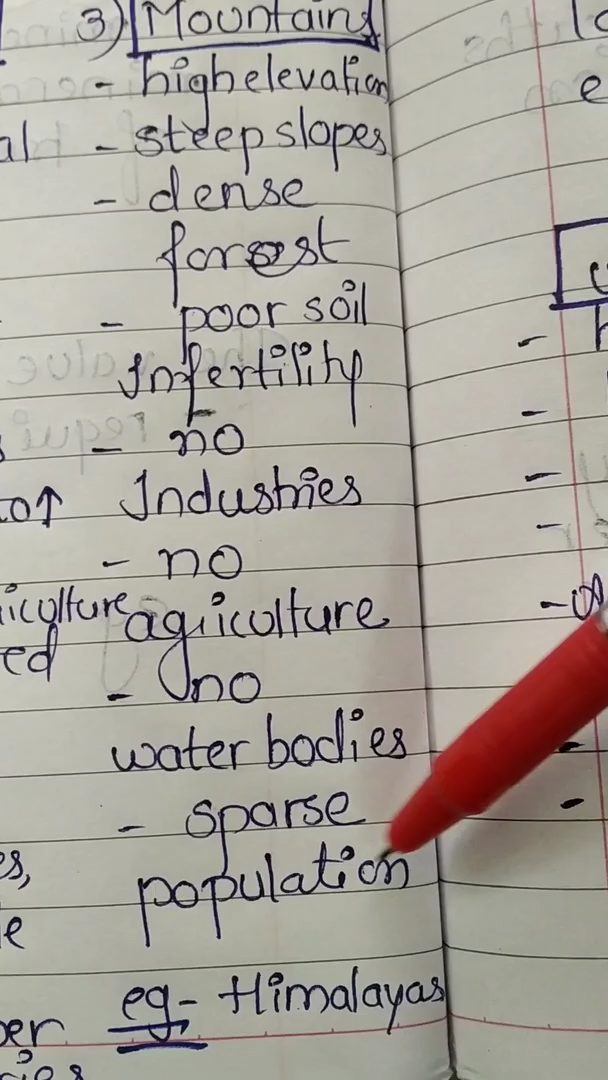 3) Mountains
- high elevation
- steep slopes
- dense
forest
- poor soil
Infertility
- no
Industries
- no
agriculture
- no
water bodies
- sparse
population
eg- Himalayas